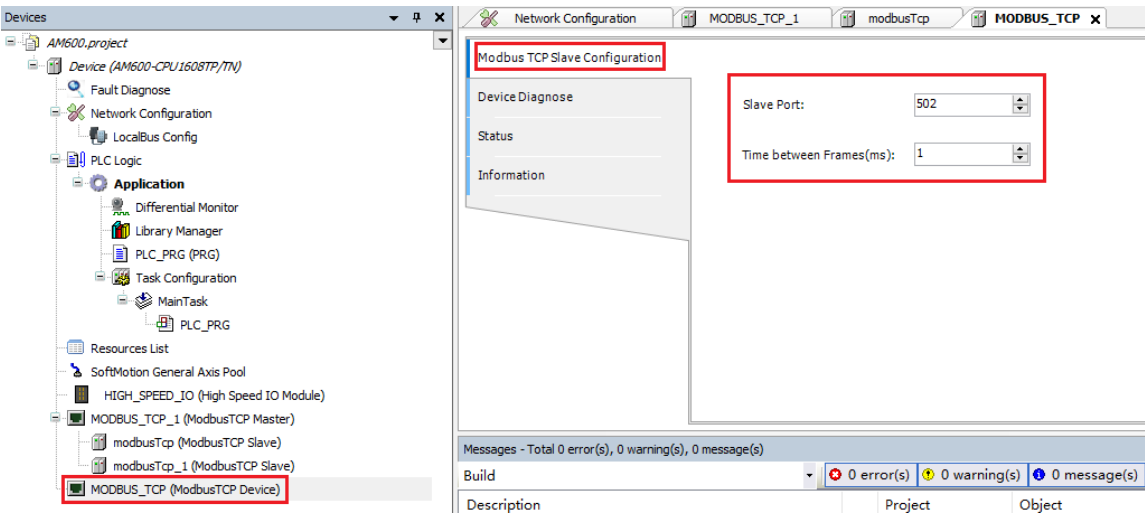 Devices
AM600.project
Device (AM600-CPU1608TP/TN)
Fault Diagnose
Network Configuration
LocalBus Config
PLC Logic
Application
Differential Monitor
Library Manager
PLC_PRG (PRG)
Task Configuration
MainTask
PLC_PRG
Resources List
SoftMotion General Axis Pool
HIGH_SPEED_IO (High Speed IO Module)
MODBUS_TCP_1 (ModbusTCP Master)
modbusTcp (ModbusTCP Slave)
modbusTcp_1 (ModbusTCP Slave)
MODBUS_TCP (ModbusTCP Device)
Network Configuration MODBUS_TCP_1 modbusTcp MODBUS_TCP
Modbus TCP Slave Configuration
Device Diagnose
Status
Information
Slave Port: 502
Time between Frames(ms): 1
Messages - Total 0 error(s), 0 warning(s), 0 message(s)
Build 0 error(s) 0 warning(s) 0 message(s)
Description Project Object